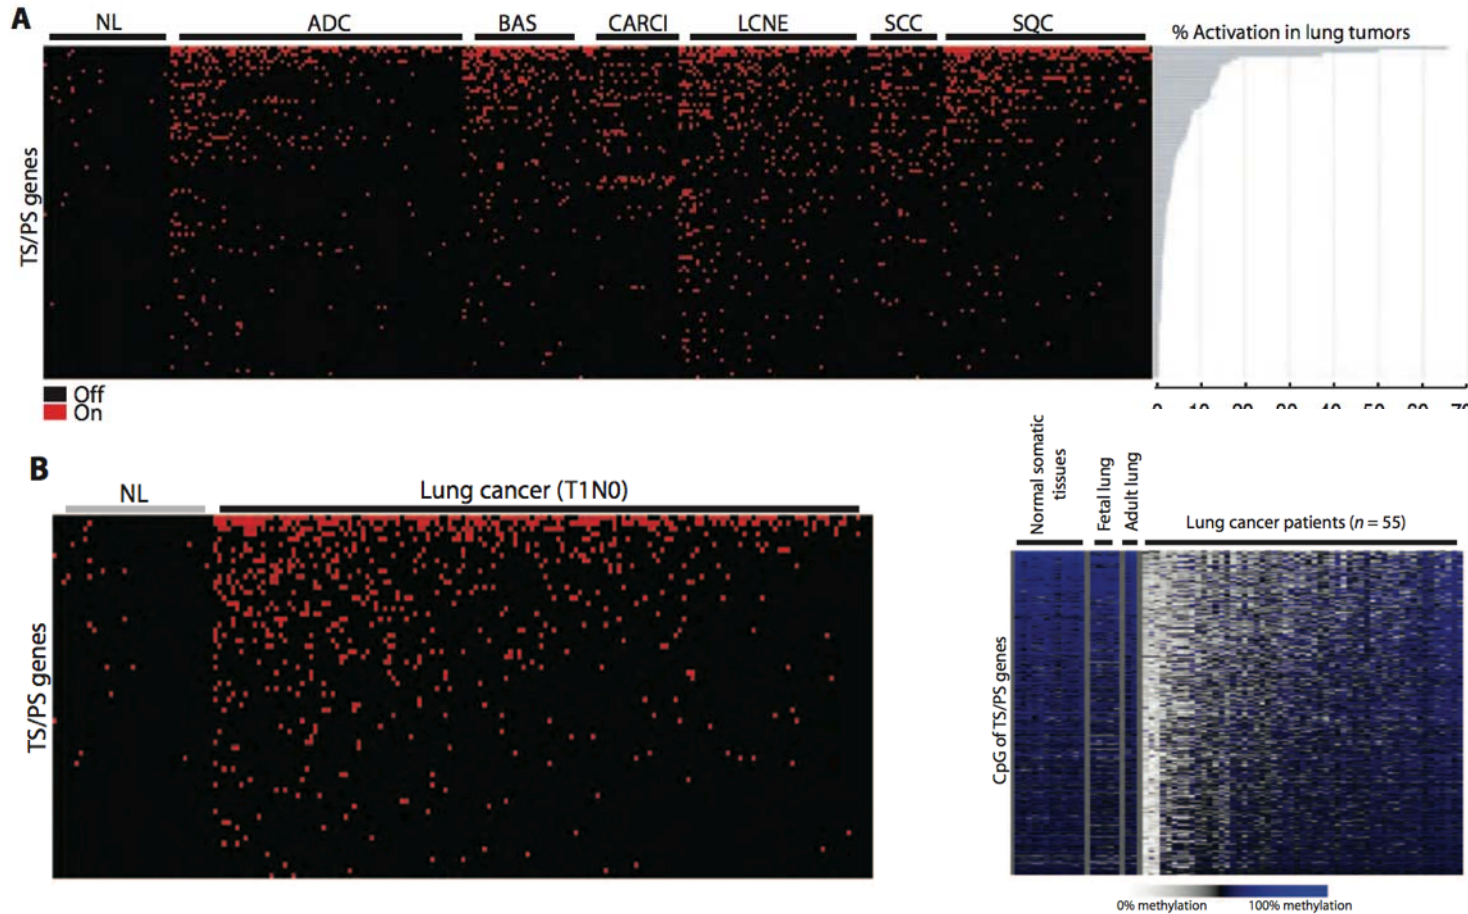 A
NL ADC BAS CARCI LCNE SCC SQC % Activation in lung tumors
TS/PS genes
Off
On
B
NL Lung cancer (T1N0)
TS/PS genes
Normal somatic
tissues
Fetal lung
Adult lung
Lung cancer patients (n = 55)
CpG of TS/PS genes
0% methylation 100% methylation